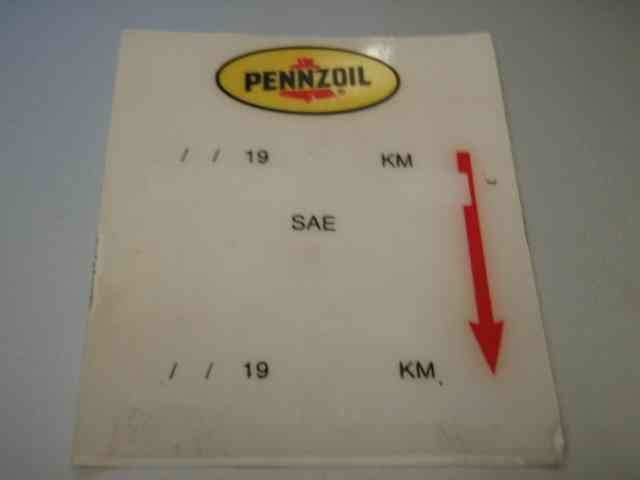 PENNZOIL
/ / 19 KM
SAE
/ / 19 KM